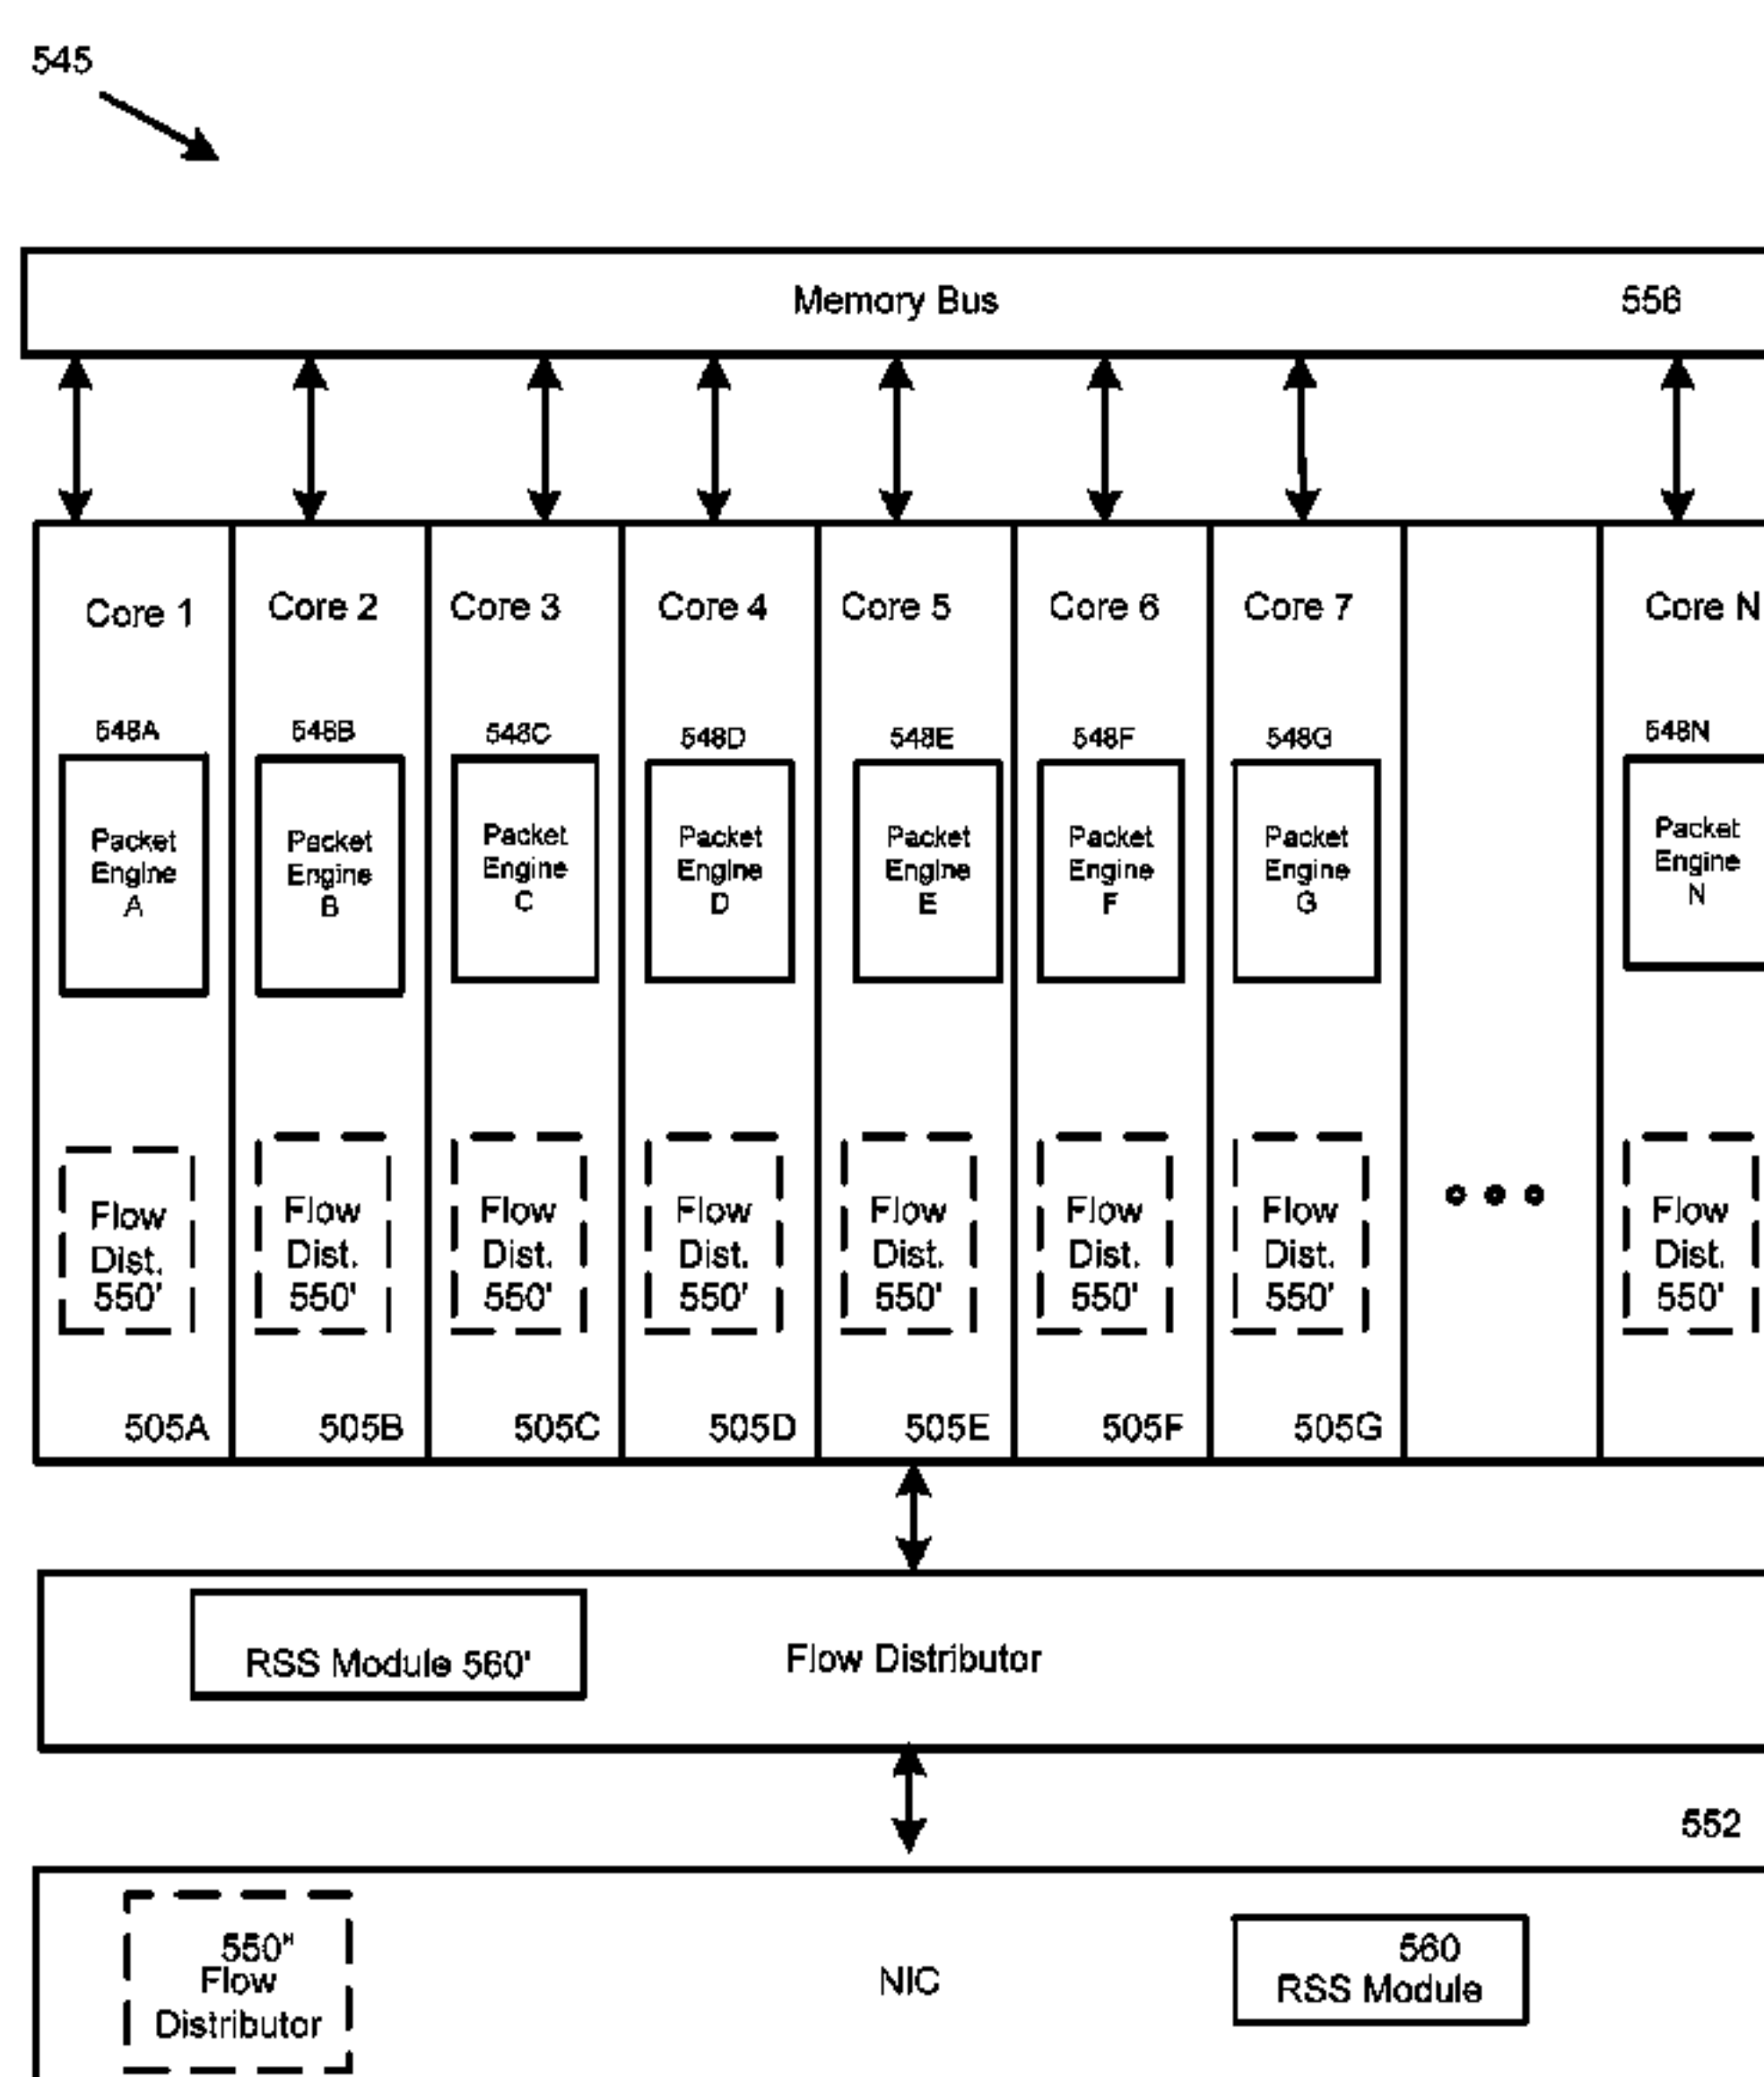 545
Memory Bus 556
Core 1 Core 2 Core 3 Core 4 Core 5 Core 6 Core 7 Core N
548A 548B 548C 548D 548E 548F 548G 548N
Packet Packet Packet Packet Packet Packet Packet Packet
Engine Engine Engine Engine Engine Engine Engine Engine
A B C D E F G N
Flow Flow Flow Flow Flow Flow Flow Flow
Dist. Dist. Dist. Dist. Dist. Dist. Dist. Dist.
550' 550' 550' 550' 550' 550' 550' 550'
505A 505B 505C 505D 505E 505F 505G
RSS Module 560' Flow Distributor
552
550"
Flow
Distributor
NIC
560
RSS Module